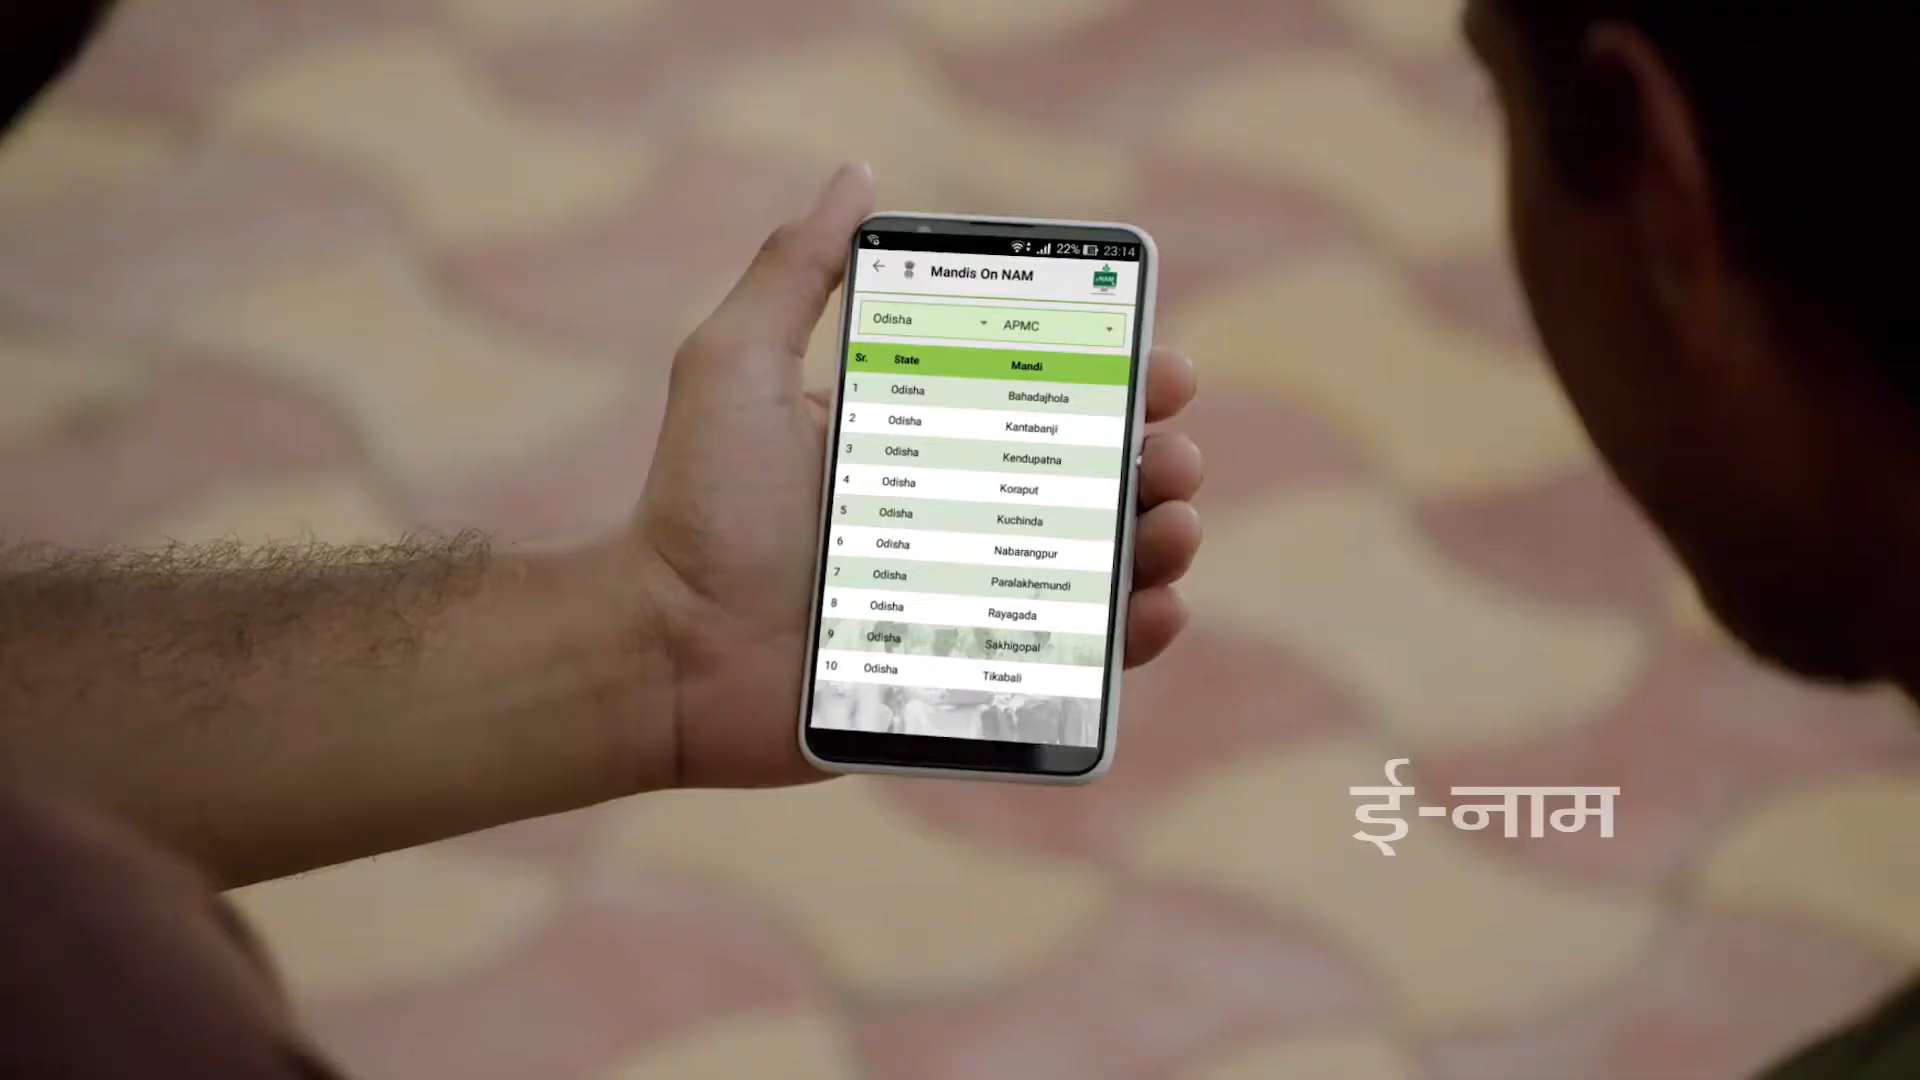 22% 23:14
Mandis On NAM
Odisha APMC
Sr. State Mandi
1 Odisha Bahadajhola
2 Odisha Kantabanji
3 Odisha Kendupatna
4 Odisha Koraput
5 Odisha Kuchinda
6 Odisha Nabarangpur
7 Odisha Paralakhemundi
8 Odisha Rayagada
9 Odisha Sakhigopal
10 Odisha Tikabali
ई-नाम